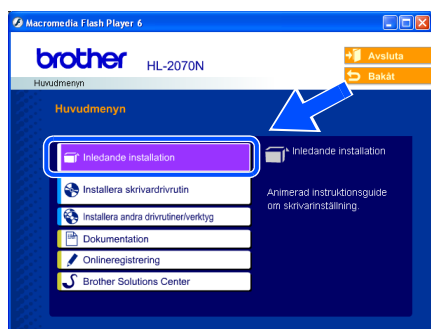 Macromedia Flash Player 6
brother HL-2070N
Avsluta
Bakåt
Huvudmenyn
Huvudmenyn
Inledande installation
Inledande installation
Installera skrivardrivrutin
Animerad instruktionsguide
om skrivarinställning.
Installera andra drivrutiner/verktyg
Dokumentation
Onlineregistrering
Brother Solutions Center